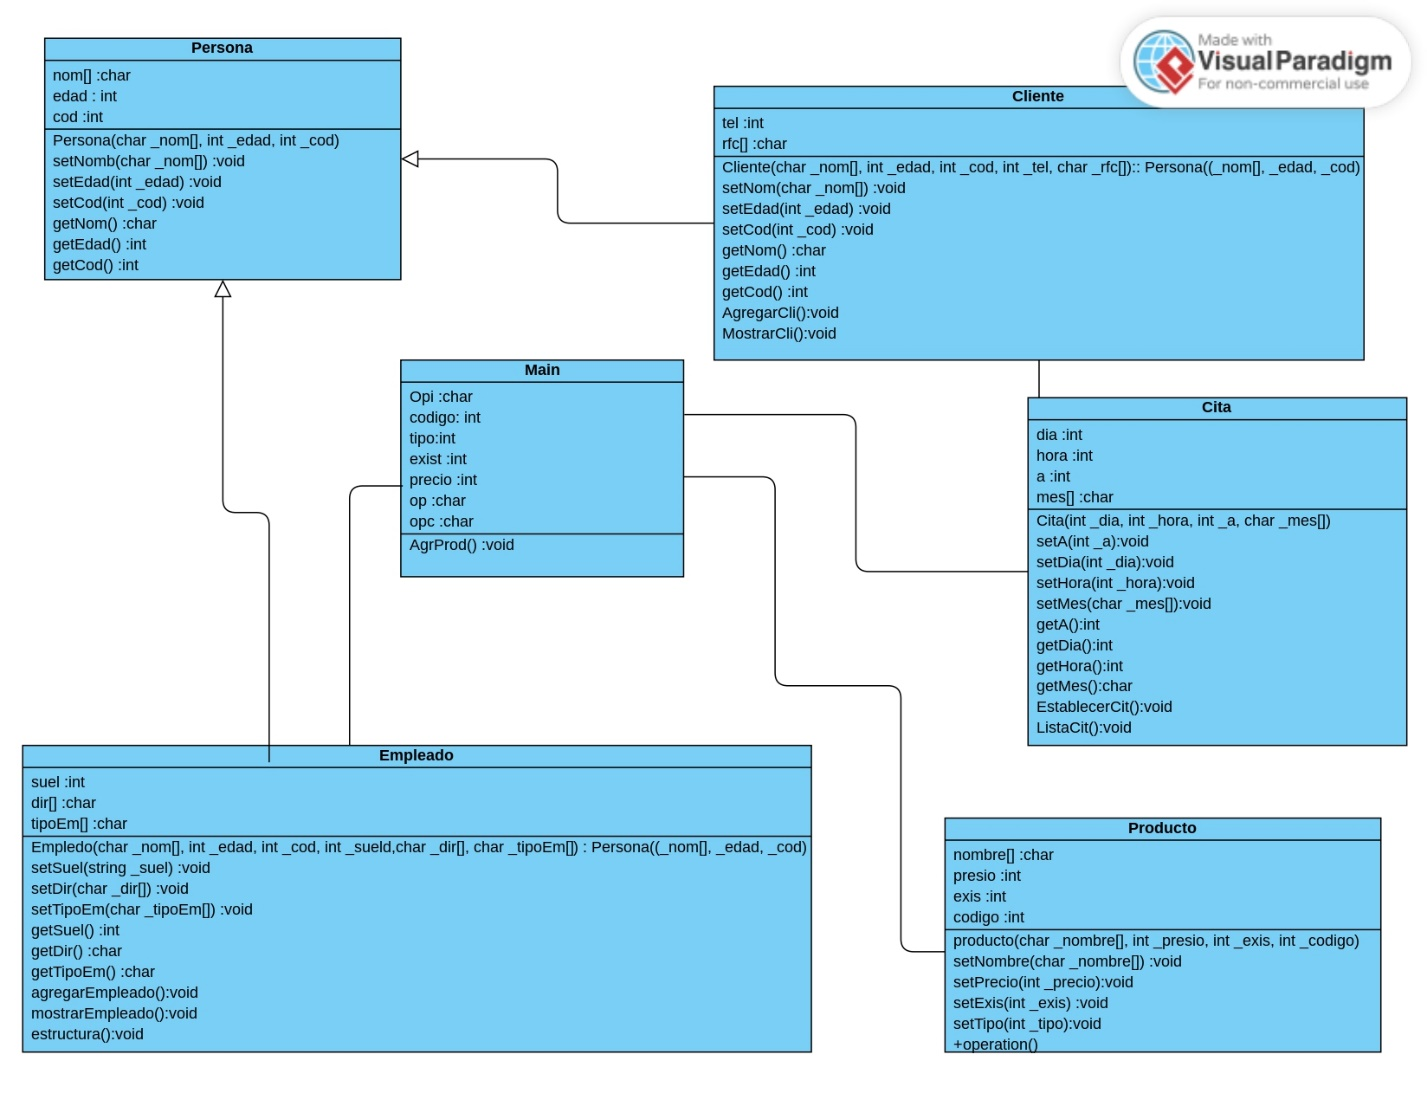 Made with
Visual Paradigm
For non-commercial use
Persona
nom[] :char
edad : int
cod :int
Persona(char _nom[], int _edad, int _cod)
setNomb(char _nom[]) :void
setEdad(int _edad) :void
setCod(int _cod) :void
getNom() :char
getEdad() :int
getCod() :int
Cliente
tel :int
rfc[] :char
Cliente(char _nom[], int _edad, int _cod, int _tel, char _rfc[]):: Persona((_nom[], _edad, _cod)
setNom(char _nom[]) :void
setEdad(int _edad) :void
setCod(int _cod) :void
getNom() :char
getEdad() :int
getCod() :int
AgregarCli():void
MostrarCli():void
Main
Opi :char
codigo: int
tipo:int
exist :int
precio :int
op :char
opc :char
AgrProd() :void
Cita
dia :int
hora :int
a :int
mes[] :char
Cita(int _dia, int _hora, int _a, char _mes[])
setA(int _a):void
setDia(int _dia):void
setHora(int _hora):void
setMes(char _mes[]):void
getA():int
getDia():int
getHora():int
getMes():char
EstablecerCit():void
ListaCit():void
Empleado
suel :int
dir[] :char
tipoEm[] :char
Empledo(char _nom[], int _edad, int _cod, int _sueld,char _dir[], char _tipoEm[]) : Persona((_nom[], _edad, _cod)
setSuel(string _suel) :void
setDir(char _dir[]) :void
setTipoEm(char _tipoEm[]) :void
getSuel() :int
getDir() :char
getTipoEm() :char
agregarEmpleado():void
mostrarEmpleado():void
estructura():void
Producto
nombre[] :char
presio :int
exis :int
codigo :int
producto(char _nombre[], int _presio, int _exis, int _codigo)
setNombre(char _nombre[]) :void
setPrecio(int _precio):void
setExis(int _exis) :void
setTipo(int _tipo):void
+operation()